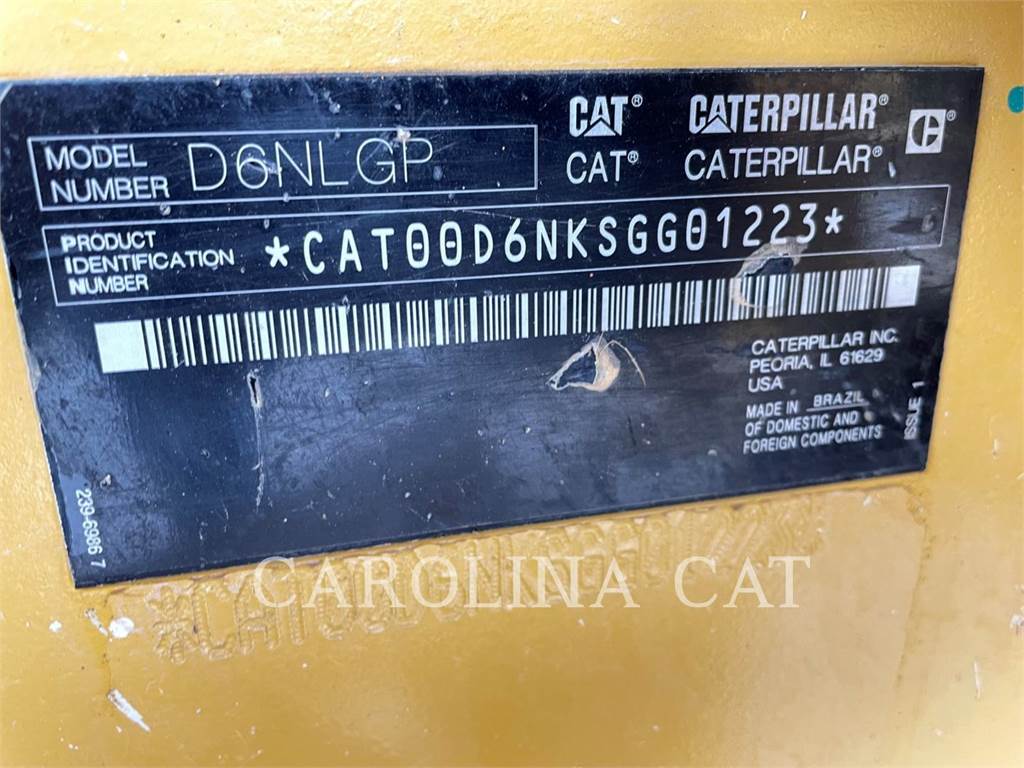 CAT® CATERPILLAR®
MODEL NUMBER D6NLGP
CAT® CATERPILLAR®
PRODUCT IDENTIFICATION NUMBER *CAT00D6NKSGG01223*
CATERPILLAR INC.
PEORIA, IL 61629
USA
MADE IN BRAZIL
OF DOMESTIC AND
FOREIGN COMPONENTS
ISSUE 1
239-6986 7
CAROLINA CAT